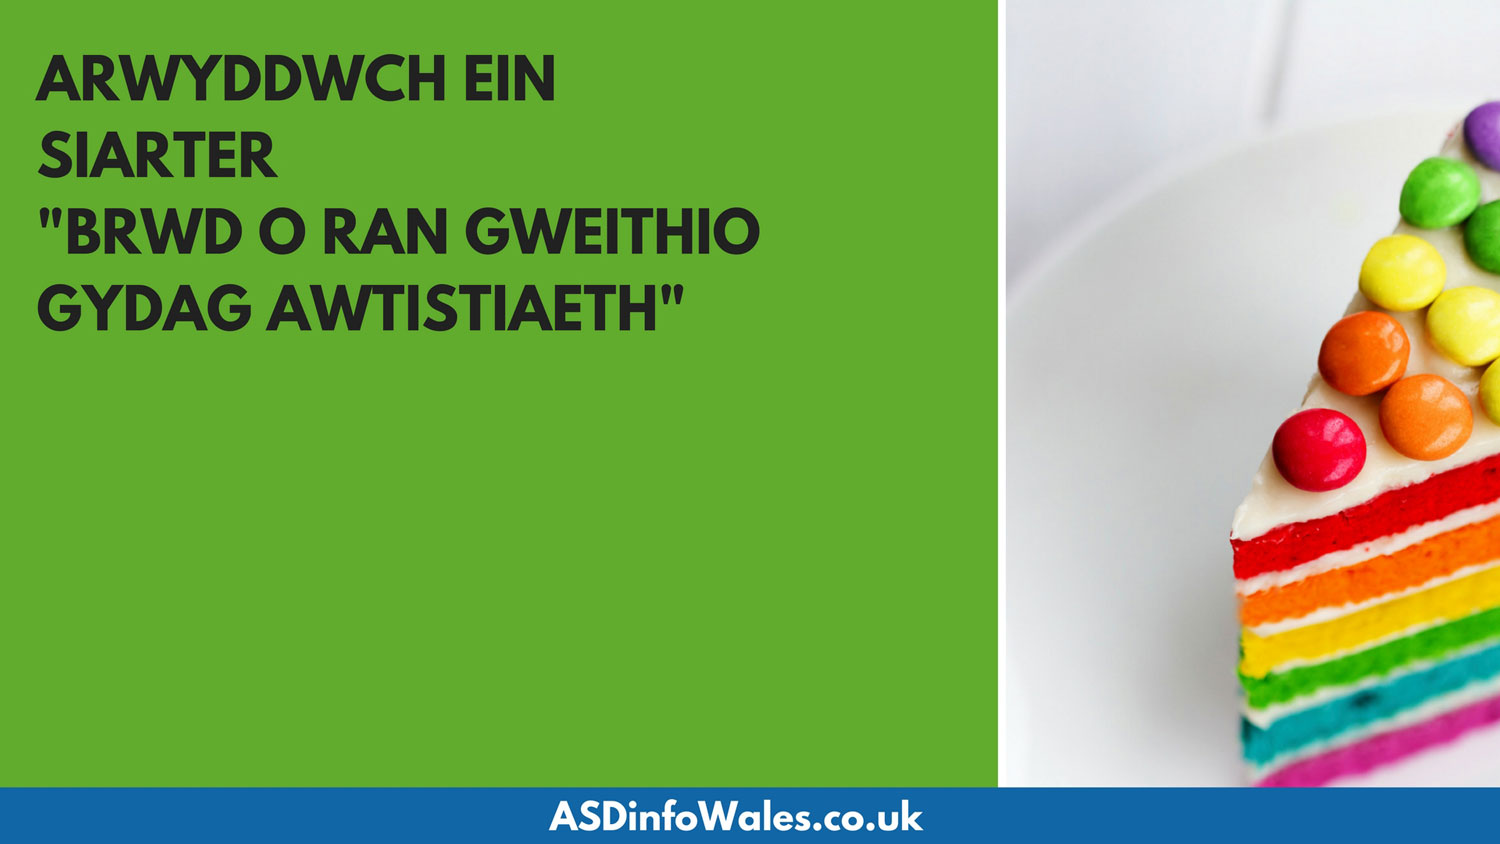 ARWYDDWCH EIN
SIARTER
"BRWD O RAN GWEITHIO
GYDAG AWTISTIAETH"
ASDinfoWales.co.uk